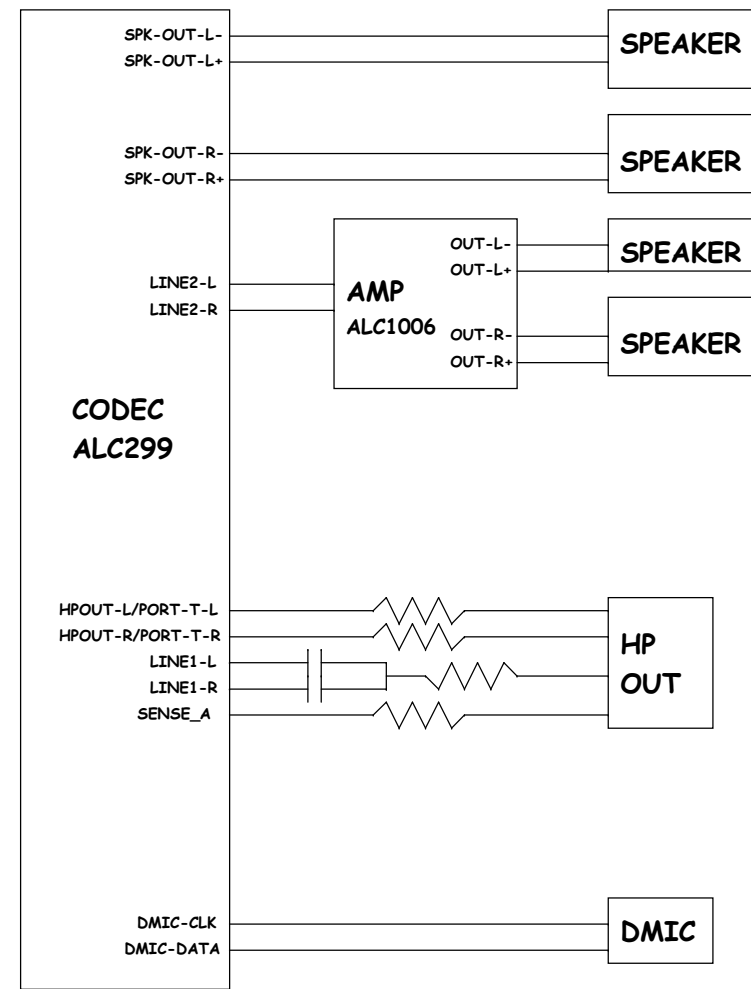 SPK-OUT-L-
SPK-OUT-L+
SPEAKER
SPK-OUT-R-
SPK-OUT-R+
SPEAKER
OUT-L-
OUT-L+
SPEAKER
LINE2-L
LINE2-R
AMP
ALC1006
OUT-R-
OUT-R+
SPEAKER
CODEC
ALC299
HPOUT-L/PORT-T-L
HPOUT-R/PORT-T-R
LINE1-L
LINE1-R
SENSE_A
HP
OUT
DMIC-CLK
DMIC-DATA
DMIC